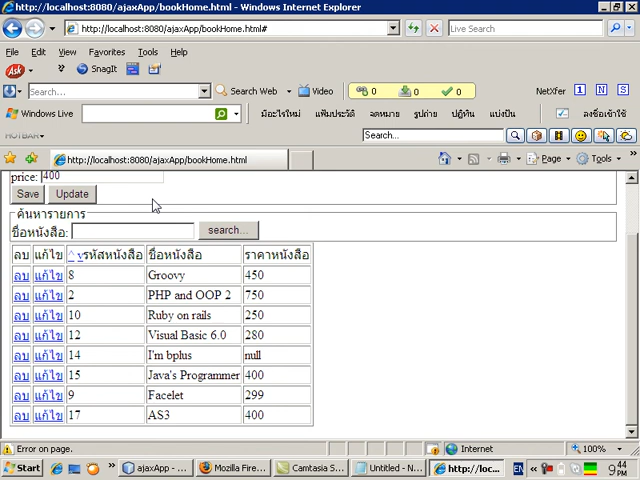 http://localhost:8080/ajaxApp/bookHome.html - Windows Internet Explorer
http://localhost:8080/ajaxApp/bookHome.html# Live Search
File Edit View Favorites Tools Help
Ask SnagIt
Search... Search Web Video 0 0 0 NetXfer 1 N S
Windows Live มีอะไรใหม่ แฟ้มประวัติ จดหมาย รูปถ่าย ปฏิทิน แบ่งปัน ลงชื่อเข้าใช้
HOTBAR Search...
http://localhost:8080/ajaxApp/bookHome.html Page Tools
price: 400
Save Update
ค้นหารายการ
ชื่อหนังสือ: search...
ลบ แก้ไข ^ v รหัสหนังสือ ชื่อหนังสือ ราคาหนังสือ
ลบ แก้ไข 8 Groovy 450
ลบ แก้ไข 2 PHP and OOP 2 750
ลบ แก้ไข 10 Ruby on rails 250
ลบ แก้ไข 12 Visual Basic 6.0 280
ลบ แก้ไข 14 I'm bplus null
ลบ แก้ไข 15 Java's Programmer 400
ลบ แก้ไข 9 Facelet 299
ลบ แก้ไข 17 AS3 400
Error on page. Internet 100%
Start ajaxApp - ... Mozilla Fire... Camtasia S... Untitled - N... http://loc... EN 9:44 PM